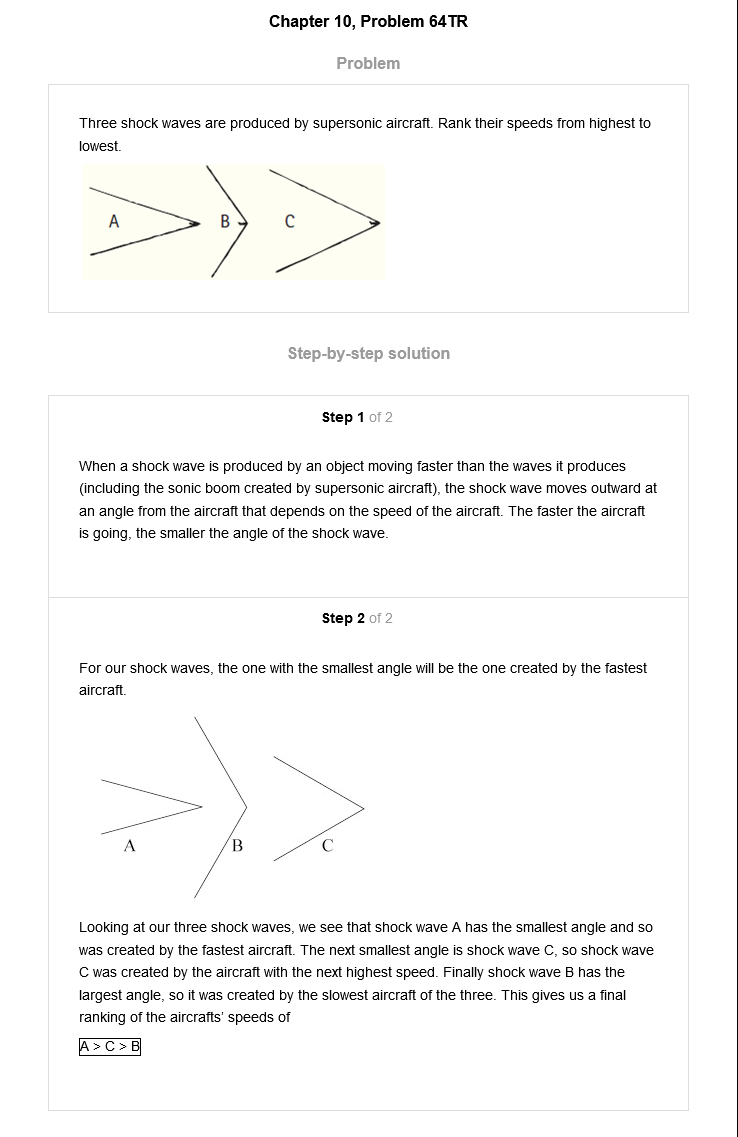 Chapter 10, Problem 64TR
Problem
Three shock waves are produced by supersonic aircraft. Rank their speeds from highest to
lowest.
A B C
Step-by-step solution
Step 1 of 2
When a shock wave is produced by an object moving faster than the waves it produces
(including the sonic boom created by supersonic aircraft), the shock wave moves outward at
an angle from the aircraft that depends on the speed of the aircraft. The faster the aircraft
is going, the smaller the angle of the shock wave.
Step 2 of 2
For our shock waves, the one with the smallest angle will be the one created by the fastest
aircraft.
A B C
Looking at our three shock waves, we see that shock wave A has the smallest angle and so
was created by the fastest aircraft. The next smallest angle is shock wave C, so shock wave
C was created by the aircraft with the next highest speed. Finally shock wave B has the
largest angle, so it was created by the slowest aircraft of the three. This gives us a final
ranking of the aircrafts' speeds of
A > C > B